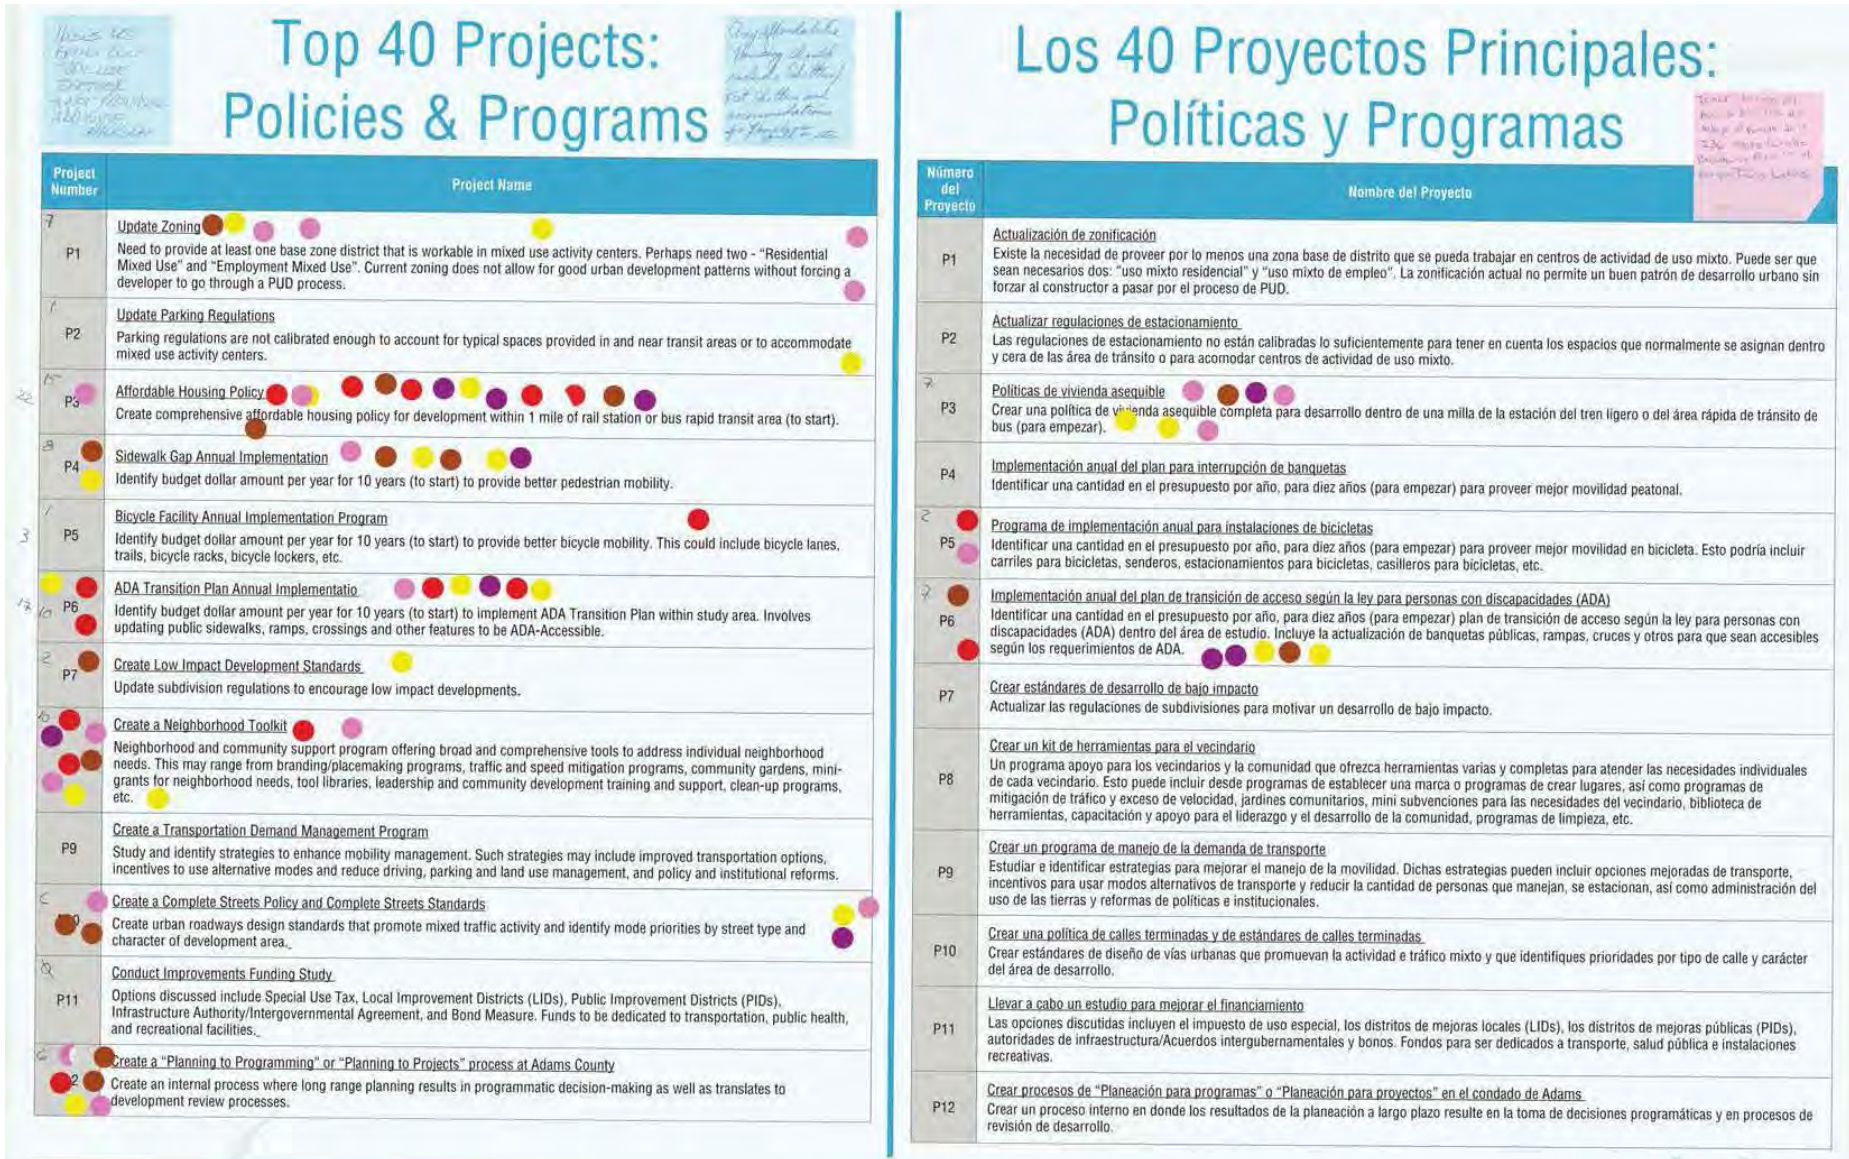 Top 40 Projects:
Policies & Programs
Project
Number
Project Name
7
P1
Update Zoning
Need to provide at least one base zone district that is workable in mixed use activity centers. Perhaps need two - “Residential
Mixed Use” and “Employment Mixed Use”. Current zoning does not allow for good urban development patterns without forcing a
developer to go through a PUD process.
1
P2
Update Parking Regulations
Parking regulations are not calibrated enough to account for typical spaces provided in and near transit areas or to accommodate
mixed use activity centers.
15
22
P3
Affordable Housing Policy
Create comprehensive affordable housing policy for development within 1 mile of rail station or bus rapid transit area (to start).
8
P4
Sidewalk Gap Annual Implementation
Identify budget dollar amount per year for 10 years (to start) to provide better pedestrian mobility.
1
3
P5
Bicycle Facility Annual Implementation Program
Identify budget dollar amount per year for 10 years (to start) to provide better bicycle mobility. This could include bicycle lanes,
trails, bicycle racks, bicycle lockers, etc.
17
10
P6
ADA Transition Plan Annual Implementatio
Identify budget dollar amount per year for 10 years (to start) to implement ADA Transition Plan within study area. Involves
updating public sidewalks, ramps, crossings and other features to be ADA-Accessible.
2
P7
Create Low Impact Development Standards
Update subdivision regulations to encourage low impact developments.
10
Create a Neighborhood Toolkit
Neighborhood and community support program offering broad and comprehensive tools to address individual neighborhood
needs. This may range from branding/placemaking programs, traffic and speed mitigation programs, community gardens, mini-
grants for neighborhood needs, tool libraries, leadership and community development training and support, clean-up programs,
etc.
P9
Create a Transportation Demand Management Program
Study and identify strategies to enhance mobility management. Such strategies may include improved transportation options,
incentives to use alternative modes and reduce driving, parking and land use management, and policy and institutional reforms.
Create a Complete Streets Policy and Complete Streets Standards
Create urban roadways design standards that promote mixed traffic activity and identify mode priorities by street type and
character of development area.
0
P11
Conduct Improvements Funding Study
Options discussed include Special Use Tax, Local Improvement Districts (LIDs), Public Improvement Districts (PIDs),
Infrastructure Authority/Intergovernmental Agreement, and Bond Measure. Funds to be dedicated to transportation, public health,
and recreational facilities.
6
2
Create a “Planning to Programming” or “Planning to Projects” process at Adams County
Create an internal process where long range planning results in programmatic decision-making as well as translates to
development review processes.
Los 40 Proyectos Principales:
Políticas y Programas
Número
del
Proyecto
Nombre del Proyecto
P1
Actualización de zonificación
Existe la necesidad de proveer por lo menos una zona base de distrito que se pueda trabajar en centros de actividad de uso mixto. Puede ser que
sean necesarios dos: “uso mixto residencial” y “uso mixto de empleo”. La zonificación actual no permite un buen patrón de desarrollo urbano sin
forzar al constructor a pasar por el proceso de PUD.
P2
Actualizar regulaciones de estacionamiento
Las regulaciones de estacionamiento no están calibradas lo suficientemente para tener en cuenta los espacios que normalmente se asignan dentro
y cera de las área de tránsito o para acomodar centros de actividad de uso mixto.
7
P3
Políticas de vivienda asequible
Crear una política de vivienda asequible completa para desarrollo dentro de una milla de la estación del tren ligero o del área rápida de tránsito de
bus (para empezar).
P4
Implementación anual del plan para interrupción de banquetas
Identificar una cantidad en el presupuesto por año, para diez años (para empezar) para proveer mejor movilidad peatonal.
2
P5
Programa de implementación anual para instalaciones de bicicletas
Identificar una cantidad en el presupuesto por año, para diez años (para empezar) para proveer mejor movilidad en bicicleta. Esto podría incluir
carriles para bicicletas, senderos, estacionamientos para bicicletas, casilleros para bicicletas, etc.
7
P6
Implementación anual del plan de transición de acceso según la ley para personas con discapacidades (ADA)
Identificar una cantidad en el presupuesto por año, para diez años (para empezar) plan de transición de acceso según la ley para personas con
discapacidades (ADA) dentro del área de estudio. Incluye la actualización de banquetas públicas, rampas, cruces y otros para que sean accesibles
según los requerimientos de ADA.
P7
Crear estándares de desarrollo de bajo impacto
Actualizar las regulaciones de subdivisiones para motivar un desarrollo de bajo impacto.
P8
Crear un kit de herramientas para el vecindario
Un programa apoyo para los vecindarios y la comunidad que ofrezca herramientas varias y completas para atender las necesidades individuales
de cada vecindario. Esto puede incluir desde programas de establecer una marca o programas de crear lugares, así como programas de
mitigación de tráfico y exceso de velocidad, jardines comunitarios, mini subvenciones para las necesidades del vecindario, biblioteca de
herramientas, capacitación y apoyo para el liderazgo y el desarrollo de la comunidad, programas de limpieza, etc.
P9
Crear un programa de manejo de la demanda de transporte
Estudiar e identificar estrategias para mejorar el manejo de la movilidad. Dichas estrategias pueden incluir opciones mejoradas de transporte,
incentivos para usar modos alternativos de transporte y reducir la cantidad de personas que manejan, se estacionan, así como administración del
uso de las tierras y reformas de políticas e institucionales.
P10
Crear una política de calles terminadas y de estándares de calles terminadas
Crear estándares de diseño de vías urbanas que promuevan la actividad e tráfico mixto y que identifiques prioridades por tipo de calle y carácter
del área de desarrollo.
P11
Llevar a cabo un estudio para mejorar el financiamiento
Las opciones discutidas incluyen el impuesto de uso especial, los distritos de mejoras locales (LIDs), los distritos de mejoras públicas (PIDs),
autoridades de infraestructura/Acuerdos intergubernamentales y bonos. Fondos para ser dedicados a transporte, salud pública e instalaciones
recreativas.
P12
Crear procesos de “Planeación para programas” o “Planeación para proyectos” en el condado de Adams
Crear un proceso interno en donde los resultados de la planeación a largo plazo resulte en la toma de decisiones programáticas y en procesos de
revisión de desarrollo.